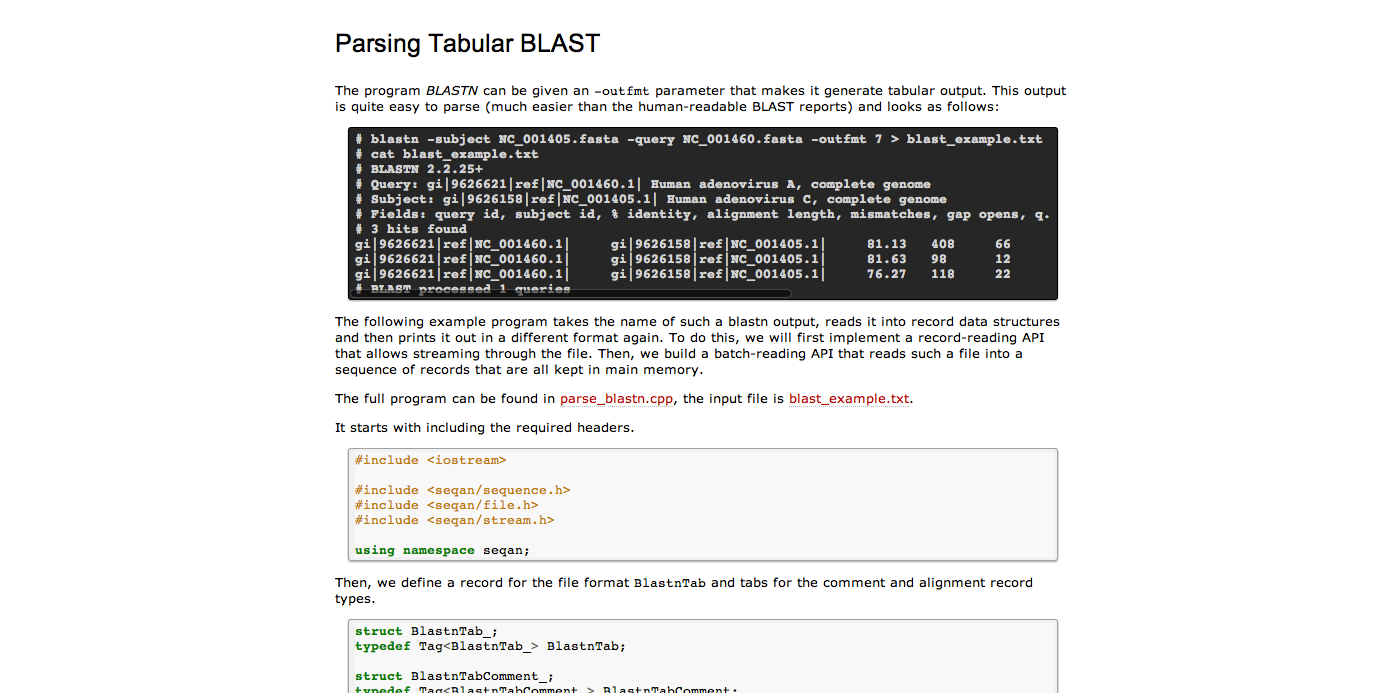 Parsing Tabular BLAST
The program BLASTN can be given an -outfmt parameter that makes it generate tabular output. This output
is quite easy to parse (much easier than the human-readable BLAST reports) and looks as follows:
# blastn -subject NC_001405.fasta -query NC_001460.fasta -outfmt 7 > blast_example.txt
# cat blast_example.txt
# BLASTN 2.2.25+
# Query: gi|9626621|ref|NC_001460.1| Human adenovirus A, complete genome
# Subject: gi|9626158|ref|NC_001405.1| Human adenovirus C, complete genome
# Fields: query id, subject id, % identity, alignment length, mismatches, gap opens, q.
# 3 hits found
gi|9626621|ref|NC_001460.1| gi|9626158|ref|NC_001405.1| 81.13 408 66
gi|9626621|ref|NC_001460.1| gi|9626158|ref|NC_001405.1| 81.63 98 12
gi|9626621|ref|NC_001460.1| gi|9626158|ref|NC_001405.1| 76.27 118 22
# BLAST processed 1 queries
The following example program takes the name of such a blastn output, reads it into record data structures
and then prints it out in a different format again. To do this, we will first implement a record-reading API
that allows streaming through the file. Then, we build a batch-reading API that reads such a file into a
sequence of records that are all kept in main memory.
The full program can be found in parse_blastn.cpp, the input file is blast_example.txt.
It starts with including the required headers.
#include <iostream>
#include <seqan/sequence.h>
#include <seqan/file.h>
#include <seqan/stream.h>
using namespace seqan;
Then, we define a record for the file format BlastnTab and tabs for the comment and alignment record
types.
struct BlastnTab_;
typedef Tag<BlastnTab_> BlastnTab;
struct BlastnTabComment_;
typedef Tag<BlastnTabComment_> BlastnTabComment;